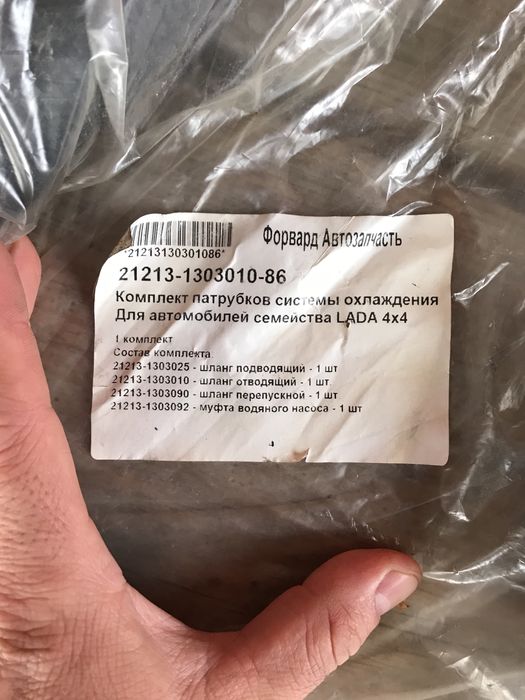 Форвард Автозапчасть
*21213130301086*
21213-1303010-86
Комплект патрубков системы охлаждения
Для автомобилей семейства LADA 4x4
1 комплект
Состав комплекта:
21213-1303025 - шланг подводящий - 1 шт
21213-1303010 - шланг отводящий - 1 шт
21213-1303090 - шланг перепускной - 1 шт
21213-1303092 - муфта водяного насоса - 1 шт